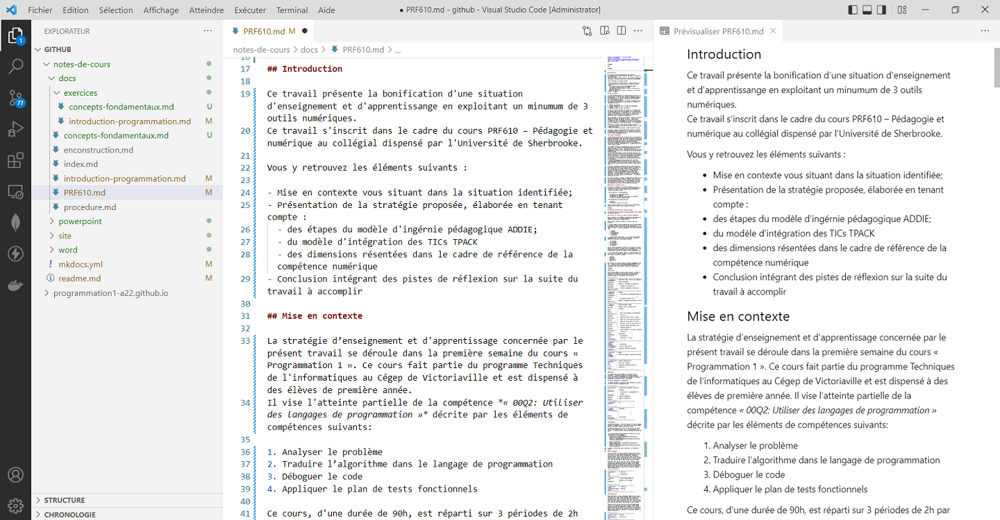 Fichier Edition Sélection Affichage Atteindre Exécuter Terminal Aide
● PRF610.md - github - Visual Studio Code [Administrator]
EXPLORATEUR
GITHUB
notes-de-cours
docs
exercices
concepts-fondamentaux.md U
introduction-programmation.md M
concepts-fondamentaux.md U
enconstruction.md
index.md
introduction-programmation.md M
PRF610.md M
procedure.md
powerpoint
site
word
! mkdocs.yml M
readme.md M
programmation1-a22.github.io
STRUCTURE
CHRONOLOGIE
1
77
PRF610.md M ●
notes-de-cours > docs > PRF610.md > ...
16
17 ## Introduction
18
19 Ce travail présente la bonification d'une situation
d'enseignement et d'apprentissange en exploitant un minumum de 3
outils numériques.
20 Ce travail s'inscrit dans le cadre du cours PRF610 – Pédagogie et
numérique au collégial dispensé par l'Université de Sherbrooke.
21
22 Vous y retrouvez les éléments suivants :
23
24 - Mise en contexte vous situant dans la situation identifiée;
25 - Présentation de la stratégie proposée, élaborée en tenant
compte :
26 - des étapes du modèle d'ingérnie pédagogique ADDIE;
27 - du modèle d'intégration des TICs TPACK
28 - des dimensions résentées dans le cadre de référence de la
compétence numérique
29 - Conclusion intégrant des pistes de réflexion sur la suite du
travail à accomplir
30
31 ## Mise en contexte
32
33 La stratégie d’enseignement et d'apprentissage concernée par le
présent travail se déroule dans la première semaine du cours «
Programmation 1 ». Ce cours fait partie du programme Techniques
de l'informatiques au Cégep de Victoriaville et est dispensé à
des élèves de première année.
34 Il vise l'atteinte partielle de la compétence *« 00Q2: Utiliser
des langages de programmation »* décrite par les éléments de
compétences suivants:
35
36 1. Analyser le problème
37 2. Traduire l’algorithme dans le langage de programmation
38 3. Déboguer le code
39 4. Appliquer le plan de tests fonctionnels
40
41 Ce cours, d'une durée de 90h, est réparti sur 3 périodes de 2h
Prévisualiser PRF610.md
Introduction
Ce travail présente la bonification d'une situation d'enseignement
et d'apprentissange en exploitant un minumum de 3 outils
numériques.
Ce travail s'inscrit dans le cadre du cours PRF610 – Pédagogie et
numérique au collégial dispensé par l'Université de Sherbrooke.
Vous y retrouvez les éléments suivants :
• Mise en contexte vous situant dans la situation identifiée;
• Présentation de la stratégie proposée, élaborée en tenant
compte :
• des étapes du modèle d'ingérnie pédagogique ADDIE;
• du modèle d'intégration des TICs TPACK
• des dimensions résentées dans le cadre de référence de la
compétence numérique
• Conclusion intégrant des pistes de réflexion sur la suite du
travail à accomplir
Mise en contexte
La stratégie d’enseignement et d'apprentissage concernée par le
présent travail se déroule dans la première semaine du cours «
Programmation 1 ». Ce cours fait partie du programme Techniques
de l'informatiques au Cégep de Victoriaville et est dispensé à des
élèves de première année. Il vise l'atteinte partielle de la
compétence « 00Q2: Utiliser des langages de programmation »
décrite par les éléments de compétences suivants:
1. Analyser le problème
2. Traduire l’algorithme dans le langage de programmation
3. Déboguer le code
4. Appliquer le plan de tests fonctionnels
Ce cours, d'une durée de 90h, est réparti sur 3 périodes de 2h par